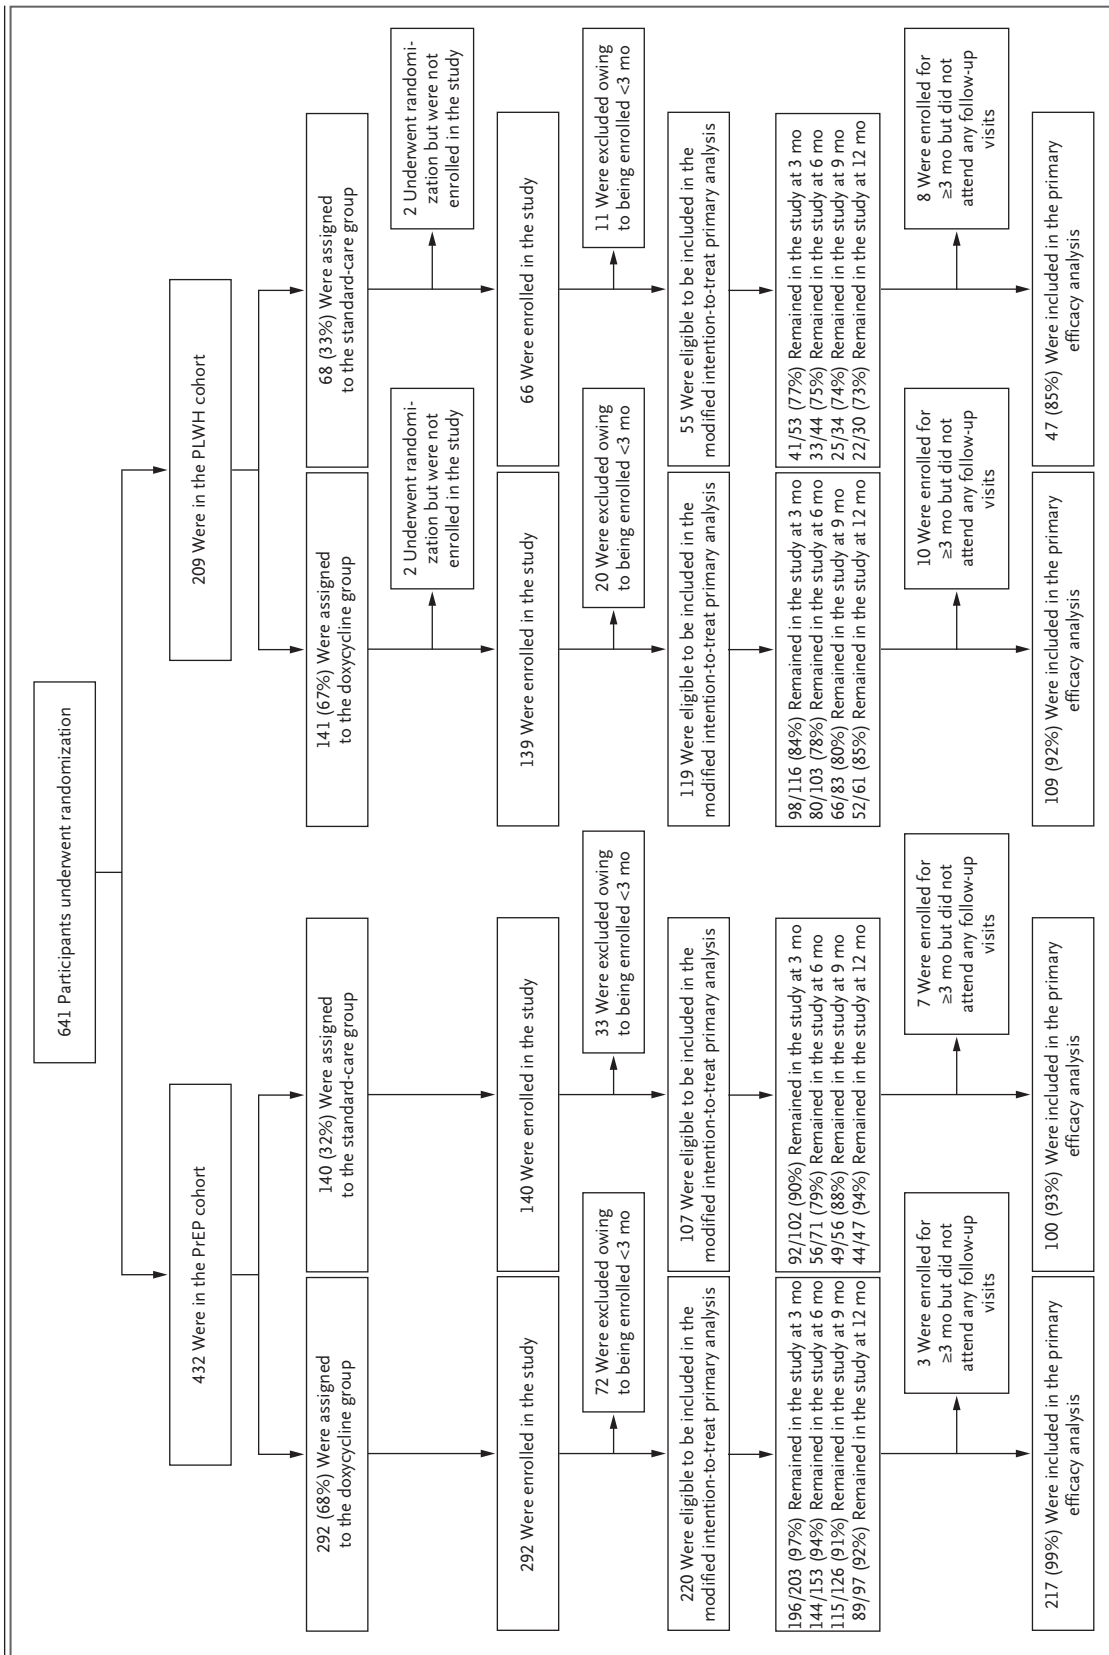 641 Participants underwent randomization
432 Were in the PrEP cohort
209 Were in the PLWH cohort
292 (68%) Were assigned
to the doxycycline group
140 (32%) Were assigned
to the standard-care group
141 (67%) Were assigned
to the doxycycline group
68 (33%) Were assigned
to the standard-care group
2 Underwent randomi-
zation but were not
enrolled in the study
2 Underwent randomi-
zation but were not
enrolled in the study
292 Were enrolled in the study
140 Were enrolled in the study
139 Were enrolled in the study
66 Were enrolled in the study
72 Were excluded owing
to being enrolled <3 mo
33 Were excluded owing
to being enrolled <3 mo
20 Were excluded owing
to being enrolled <3 mo
11 Were excluded owing
to being enrolled <3 mo
220 Were eligible to be included in the
modified intention-to-treat primary analysis
107 Were eligible to be included in the
modified intention-to-treat primary analysis
119 Were eligible to be included in the
modified intention-to-treat primary analysis
55 Were eligible to be included in the
modified intention-to-treat primary analysis
196/203 (97%) Remained in the study at 3 mo
144/153 (94%) Remained in the study at 6 mo
115/126 (91%) Remained in the study at 9 mo
89/97 (92%) Remained in the study at 12 mo
92/102 (90%) Remained in the study at 3 mo
56/71 (79%) Remained in the study at 6 mo
49/56 (88%) Remained in the study at 9 mo
44/47 (94%) Remained in the study at 12 mo
98/116 (84%) Remained in the study at 3 mo
80/103 (78%) Remained in the study at 6 mo
66/83 (80%) Remained in the study at 9 mo
52/61 (85%) Remained in the study at 12 mo
41/53 (77%) Remained in the study at 3 mo
33/44 (75%) Remained in the study at 6 mo
25/34 (74%) Remained in the study at 9 mo
22/30 (73%) Remained in the study at 12 mo
3 Were enrolled for
≥3 mo but did not
attend any follow-up
visits
7 Were enrolled for
≥3 mo but did not
attend any follow-up
visits
10 Were enrolled for
≥3 mo but did not
attend any follow-up
visits
8 Were enrolled for
≥3 mo but did not
attend any follow-up
visits
217 (99%) Were included in the primary
efficacy analysis
100 (93%) Were included in the primary
efficacy analysis
109 (92%) Were included in the primary
efficacy analysis
47 (85%) Were included in the primary
efficacy analysis